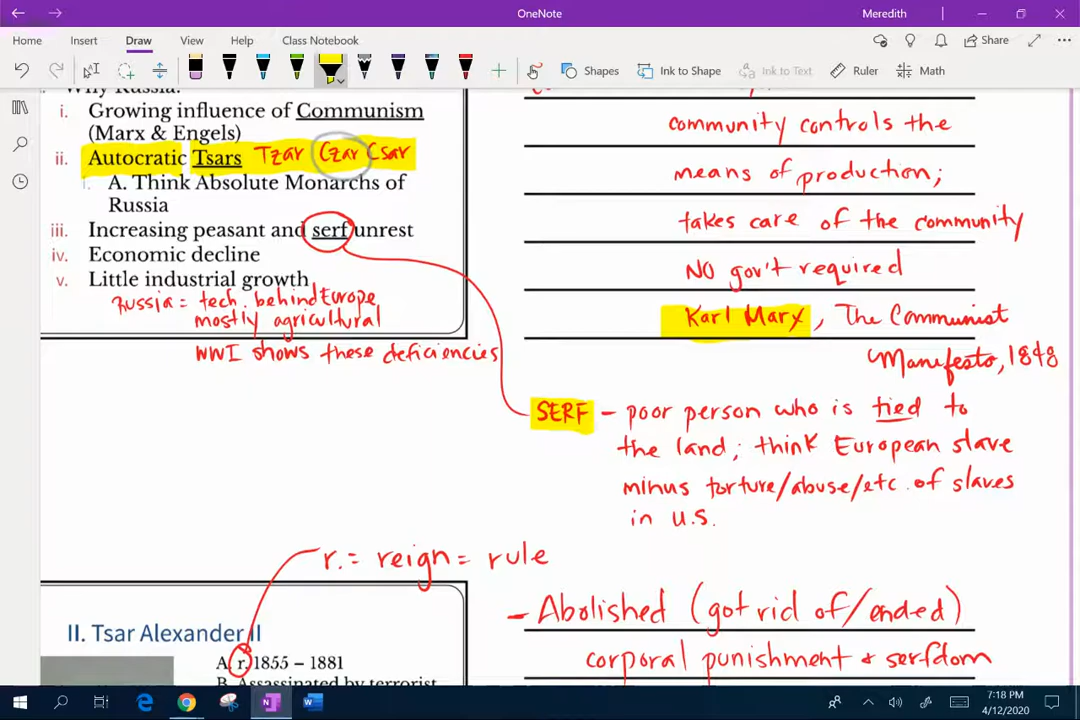 OneNote
Meredith
Home Insert Draw View Help Class Notebook
Share
Shapes Ink to Shape Ink to Text Ruler Math
Why Russia?
i. Growing influence of Communism
(Marx & Engels)
ii. Autocratic Tsars Tzar Czar Csar
i. A. Think Absolute Monarchs of
Russia
iii. Increasing peasant and serf unrest
iv. Economic decline
v. Little industrial growth
Russia = tech. behind Europe
mostly agricultural
WWI shows these deficiencies
community controls the
means of production;
takes care of the community
NO gov't required
Karl Marx, The Communist
Manifesto, 1848
SERF - poor person who is tied to
the land; think European slave
minus torture/abuse/etc. of slaves
in U.S.
r. = reign = rule
II. Tsar Alexander II
A. r. 1855 – 1881
B. Assassinated by terrorist
- Abolished (got rid of/ended)
corporal punishment + serfdom
7:18 PM
4/12/2020